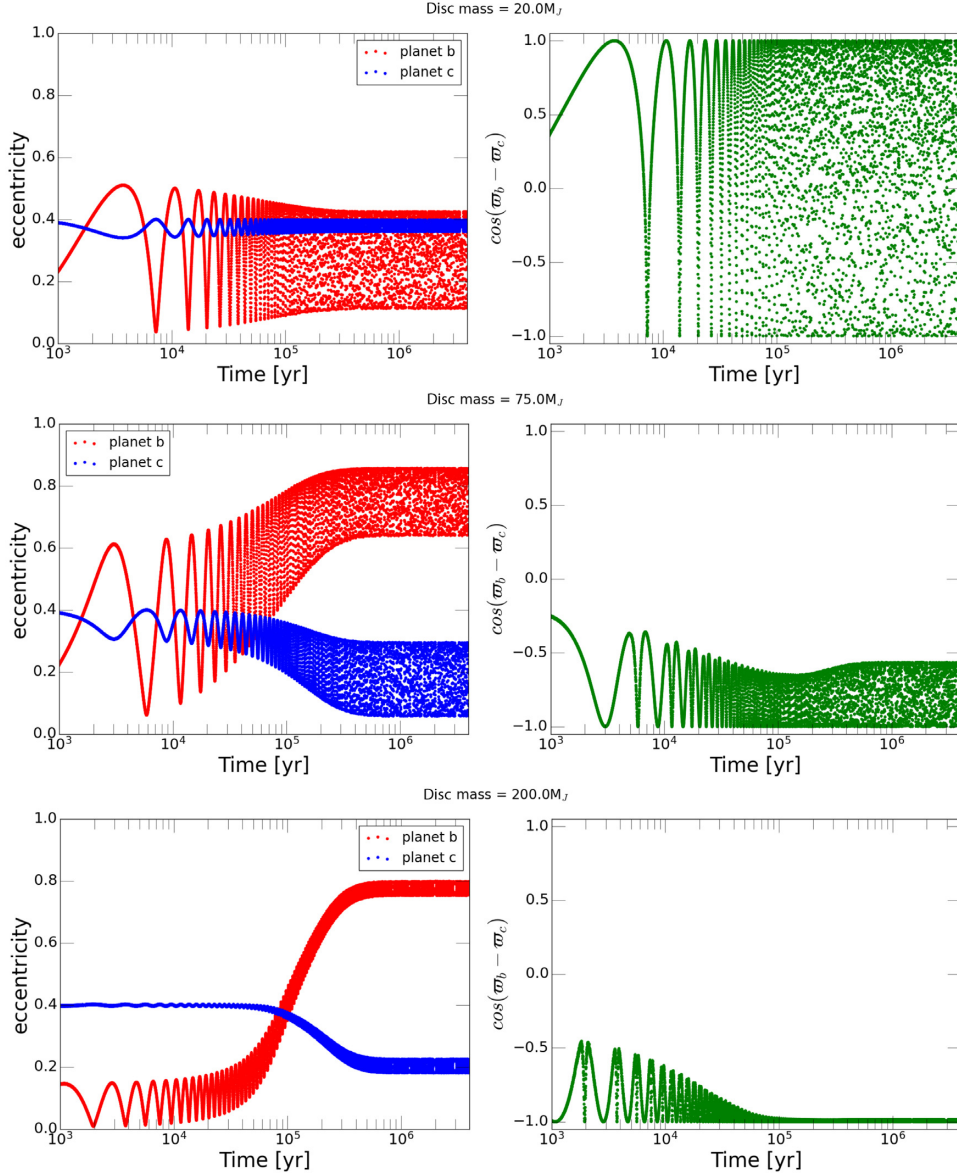 Disc mass = 20.0M_J
1.0
0.8
0.6
0.4
0.2
0.0
eccentricity
planet b
planet c
10^3
10^4
10^5
10^6
Time [yr]
1.0
0.5
0.0
−0.5
−1.0
cos(ϖ_b − ϖ_c)
10^3
10^4
10^5
10^6
Time [yr]
Disc mass = 75.0M_J
1.0
0.8
0.6
0.4
0.2
0.0
eccentricity
planet b
planet c
10^3
10^4
10^5
10^6
Time [yr]
1.0
0.5
0.0
−0.5
−1.0
cos(ϖ_b − ϖ_c)
10^3
10^4
10^5
10^6
Time [yr]
Disc mass = 200.0M_J
1.0
0.8
0.6
0.4
0.2
0.0
eccentricity
planet b
planet c
10^3
10^4
10^5
10^6
Time [yr]
1.0
0.5
0.0
−0.5
−1.0
cos(ϖ_b − ϖ_c)
10^3
10^4
10^5
10^6
Time [yr]